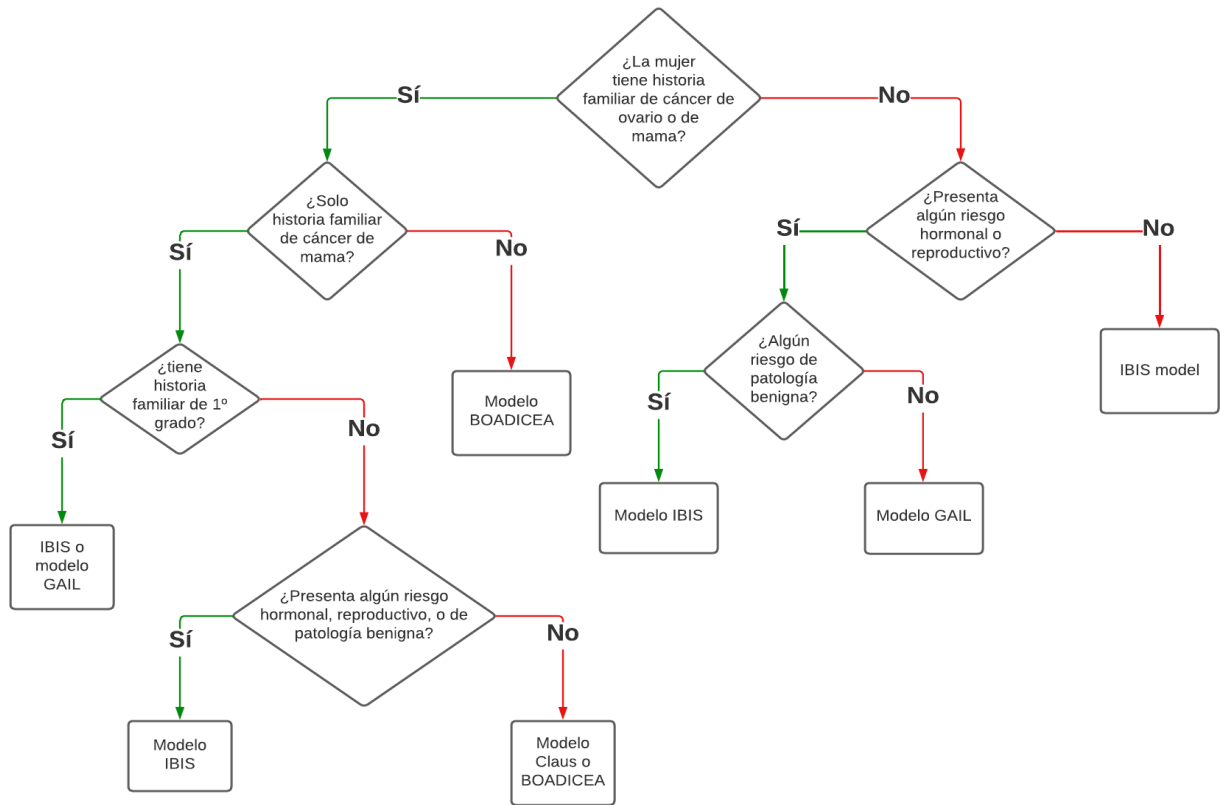 ¿La mujer
tiene historia
familiar de cáncer de
ovario o de
mama?
Sí
No
¿Solo
historia familiar
de cáncer de
mama?
¿Presenta
algún riesgo
hormonal o
reproductivo?
Sí
No
Sí
No
¿tiene
historia
familiar de 1º
grado?
Modelo
BOADICEA
¿Algún
riesgo de
patología
benigna?
IBIS model
Sí
No
Sí
No
IBIS o
modelo
GAIL
¿Presenta algún riesgo
hormonal, reproductivo, o de
patología benigna?
Modelo IBIS
Modelo GAIL
Sí
No
Modelo
IBIS
Modelo
Claus o
BOADICEA